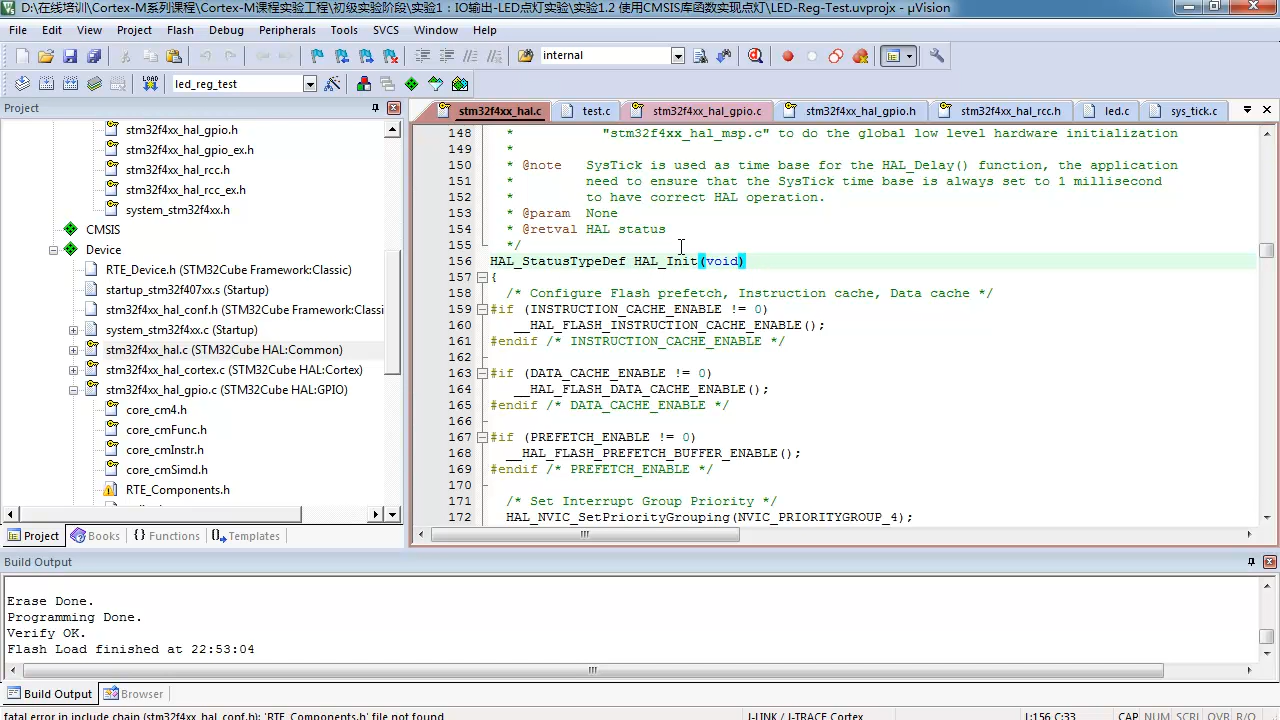 D:\在线培训\Cortex-M系列课程\Cortex-M课程实验工程\初级实验阶段\实验1：IO输出-LED点灯实验\实验1.2 使用CMSIS库函数实现点灯\LED-Reg-Test.uvprojx - µVision
File Edit View Project Flash Debug Peripherals Tools SVCS Window Help
internal
LOAD led_reg_test
Project
stm32f4xx_hal.c test.c stm32f4xx_hal_gpio.c stm32f4xx_hal_gpio.h stm32f4xx_hal_rcc.h led.c sys_tick.c
stm32f4xx_hal_gpio.h
stm32f4xx_hal_gpio_ex.h
stm32f4xx_hal_rcc.h
stm32f4xx_hal_rcc_ex.h
system_stm32f4xx.h
CMSIS
Device
RTE_Device.h (STM32Cube Framework:Classic)
startup_stm32f407xx.s (Startup)
stm32f4xx_hal_conf.h (STM32Cube Framework:Classi
system_stm32f4xx.c (Startup)
stm32f4xx_hal.c (STM32Cube HAL:Common)
stm32f4xx_hal_cortex.c (STM32Cube HAL:Cortex)
stm32f4xx_hal_gpio.c (STM32Cube HAL:GPIO)
core_cm4.h
core_cmFunc.h
core_cmInstr.h
core_cmSimd.h
RTE_Components.h
Project Books Functions Templates
148 * "stm32f4xx_hal_msp.c" to do the global low level hardware initialization
149 *
150 * @note SysTick is used as time base for the HAL_Delay() function, the application
151 * need to ensure that the SysTick time base is always set to 1 millisecond
152 * to have correct HAL operation.
153 * @param None
154 * @retval HAL status
155 */
156 HAL_StatusTypeDef HAL_Init(void)
157 {
158 /* Configure Flash prefetch, Instruction cache, Data cache */
159 #if (INSTRUCTION_CACHE_ENABLE != 0)
160 __HAL_FLASH_INSTRUCTION_CACHE_ENABLE();
161 #endif /* INSTRUCTION_CACHE_ENABLE */
162
163 #if (DATA_CACHE_ENABLE != 0)
164 __HAL_FLASH_DATA_CACHE_ENABLE();
165 #endif /* DATA_CACHE_ENABLE */
166
167 #if (PREFETCH_ENABLE != 0)
168 __HAL_FLASH_PREFETCH_BUFFER_ENABLE();
169 #endif /* PREFETCH_ENABLE */
170
171 /* Set Interrupt Group Priority */
172 HAL_NVIC_SetPriorityGrouping(NVIC_PRIORITYGROUP_4);
Build Output
Erase Done.
Programming Done.
Verify OK.
Flash Load finished at 22:53:04
Build Output Browser
fatal error in include chain (stm32f4xx_hal_conf.h): 'RTE_Components.h' file not found J-LINK / J-TRACE Cortex L:156 C:33 CAP NUM SCRL OVR R/O